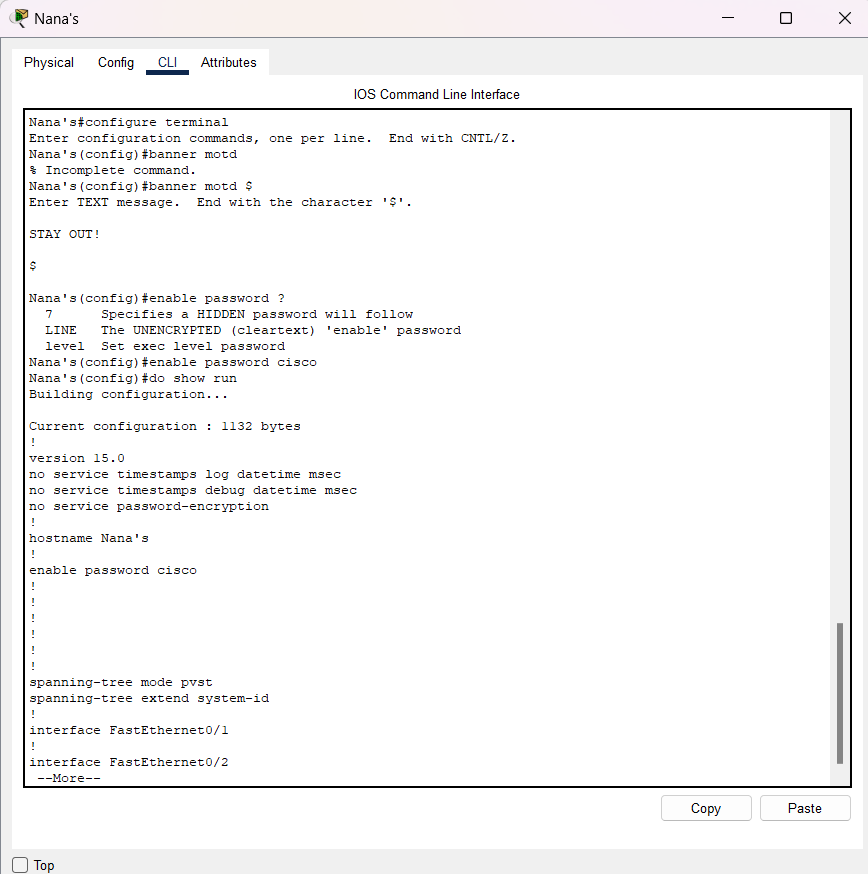 Nana's
Physical Config CLI Attributes
IOS Command Line Interface
Nana's#configure terminal
Enter configuration commands, one per line.  End with CNTL/Z.
Nana's(config)#banner motd
% Incomplete command.
Nana's(config)#banner motd $
Enter TEXT message.  End with the character '$'.
STAY OUT!
$
Nana's(config)#enable password ?
  7      Specifies a HIDDEN password will follow
  LINE   The UNENCRYPTED (cleartext) 'enable' password
  level  Set exec level password
Nana's(config)#enable password cisco
Nana's(config)#do show run
Building configuration...
Current configuration : 1132 bytes
!
version 15.0
no service timestamps log datetime msec
no service timestamps debug datetime msec
no service password-encryption
!
hostname Nana's
!
enable password cisco
!
!
!
!
!
!
spanning-tree mode pvst
spanning-tree extend system-id
!
interface FastEthernet0/1
!
interface FastEthernet0/2
 --More--
Copy Paste
Top